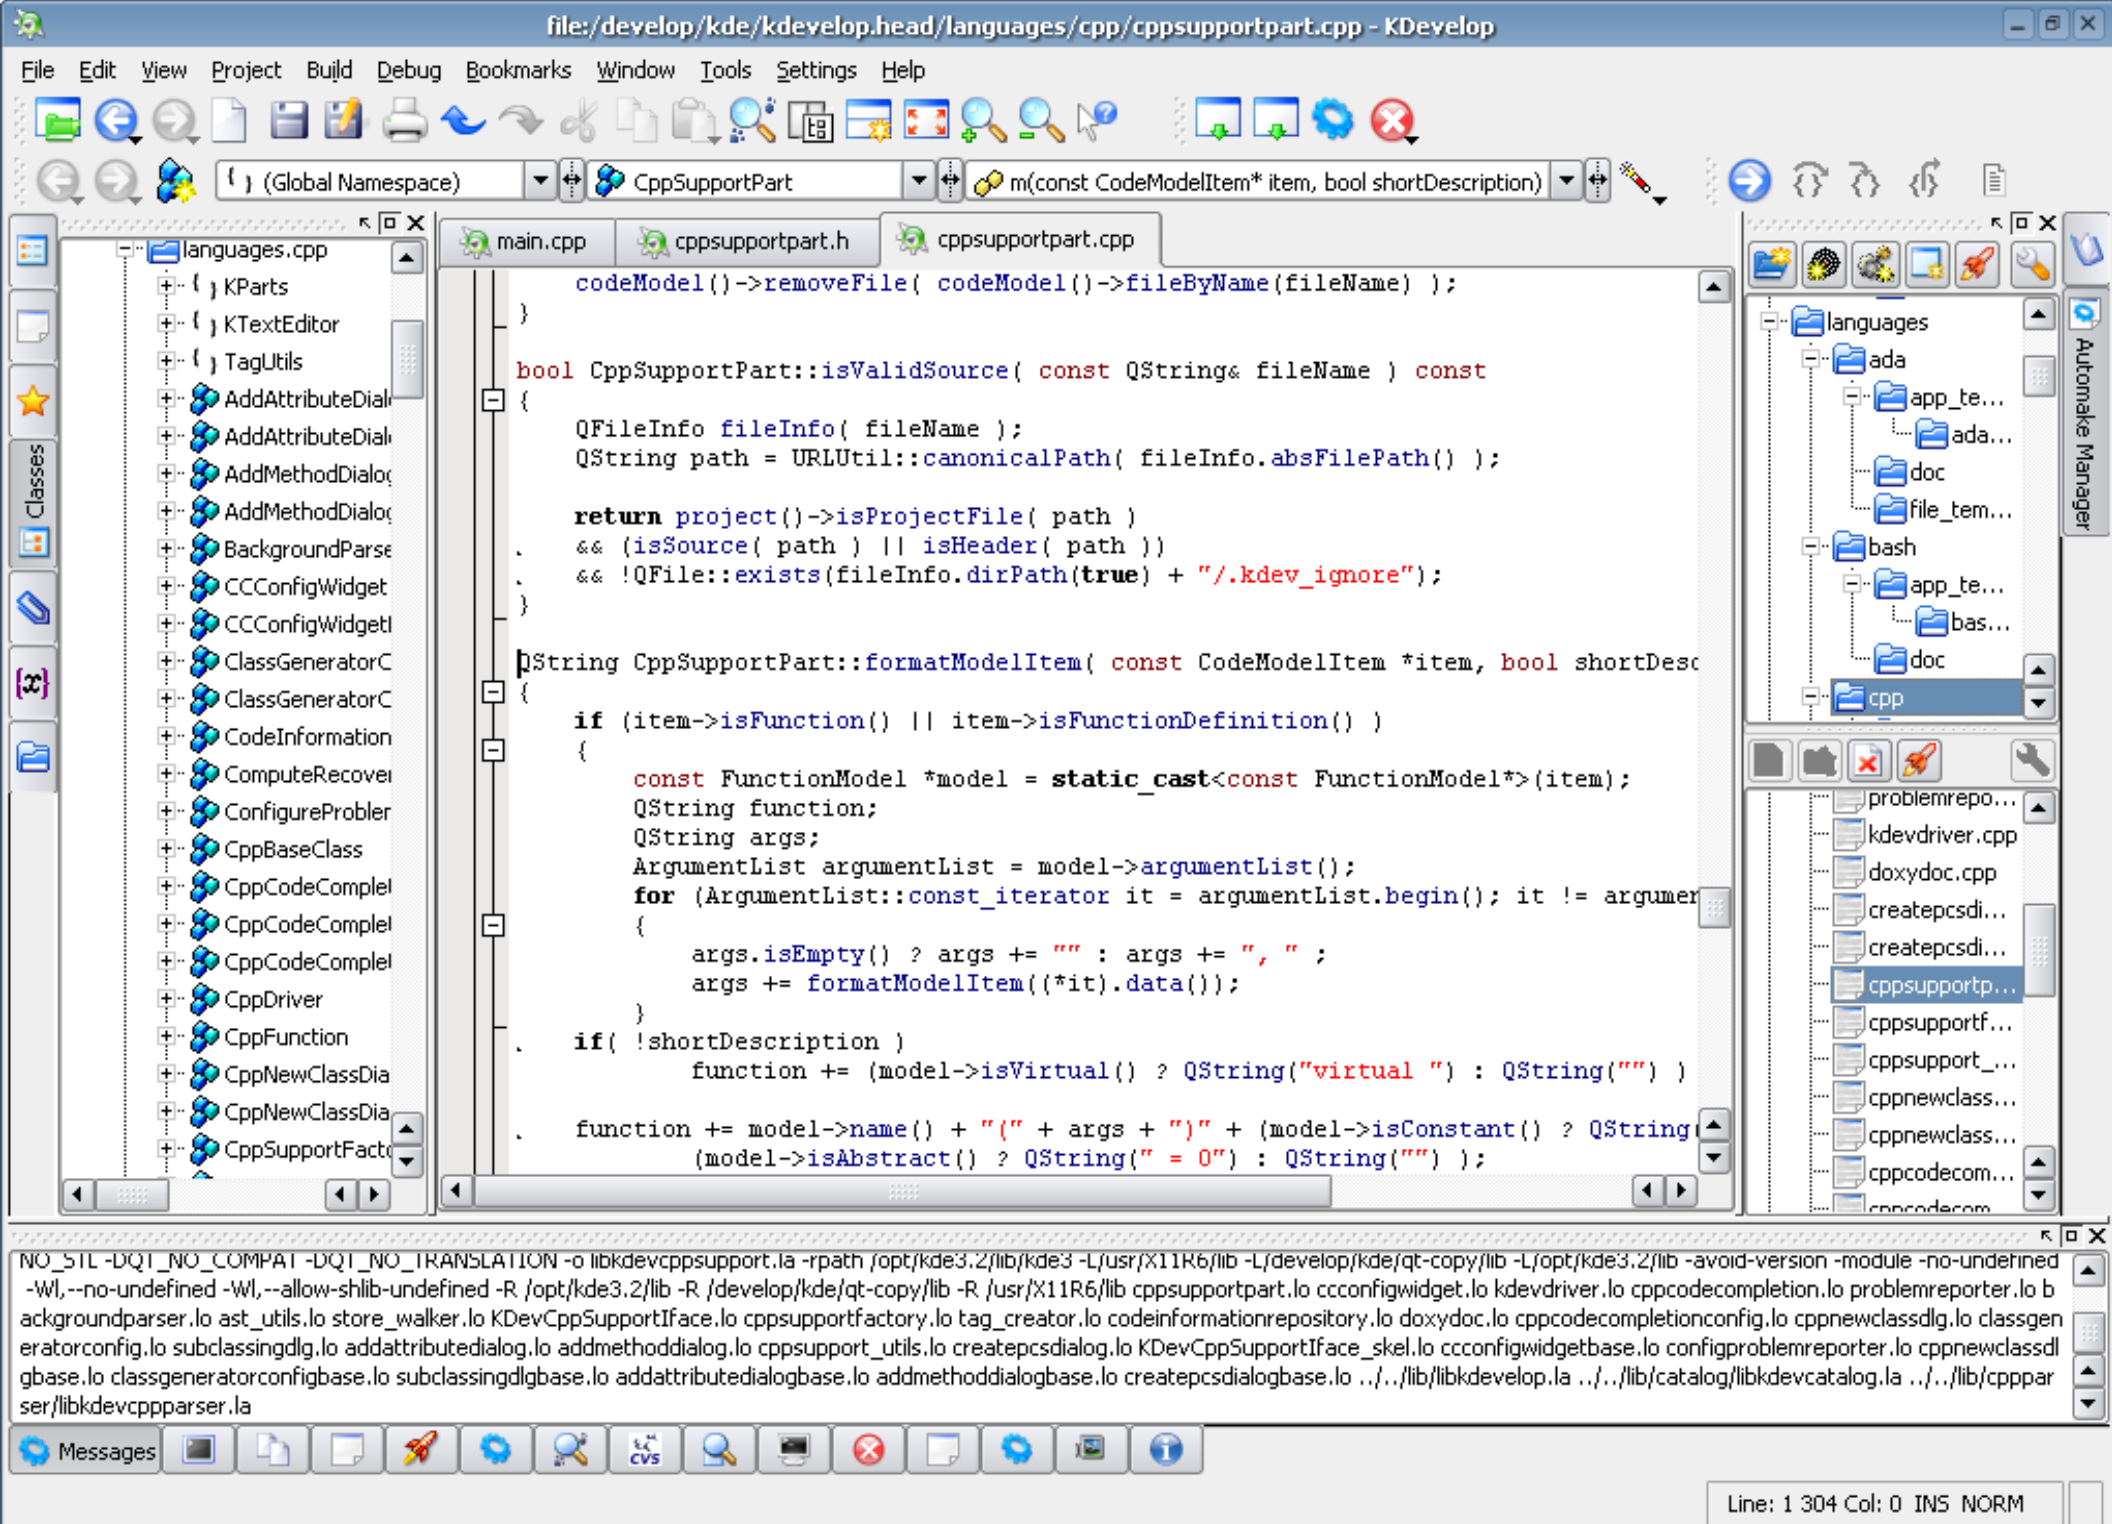 file:/develop/kde/kdevelop.head/languages/cpp/cppsupportpart.cpp - KDevelop
File Edit View Project Build Debug Bookmarks Window Tools Settings Help
{ } (Global Namespace) CppSupportPart m(const CodeModelItem* item, bool shortDescription)
Classes
languages.cpp
{ } KParts
{ } KTextEditor
{ } TagUtils
AddAttributeDial
AddAttributeDial
AddMethodDialog
AddMethodDialog
BackgroundParse
CCConfigWidget
CCConfigWidget
ClassGeneratorC
ClassGeneratorC
CodeInformation
ComputeRecover
ConfigureProblem
CppBaseClass
CppCodeComplet
CppCodeComplet
CppCodeComplet
CppDriver
CppFunction
CppNewClassDia
CppNewClassDia
CppSupportFacto
main.cpp cppsupportpart.h cppsupportpart.cpp
codeModel()->removeFile( codeModel()->fileByName(fileName) );
}
bool CppSupportPart::isValidSource( const QString& fileName ) const
{
QFileInfo fileInfo( fileName );
QString path = URLUtil::canonicalPath( fileInfo.absFilePath() );
return project()->isProjectFile( path )
&& (isSource( path ) || isHeader( path ))
&& !QFile::exists(fileInfo.dirPath(true) + "/.kdev_ignore");
}
QString CppSupportPart::formatModelItem( const CodeModelItem *item, bool shortDesc
{
if (item->isFunction() || item->isFunctionDefinition() )
{
const FunctionModel *model = static_cast<const FunctionModel*>(item);
QString function;
QString args;
ArgumentList argumentList = model->argumentList();
for (ArgumentList::const_iterator it = argumentList.begin(); it != argumen
{
args.isEmpty() ? args += "" : args += ", " ;
args += formatModelItem((*it).data());
}
if( !shortDescription )
function += (model->isVirtual() ? QString("virtual ") : QString("") )
function += model->name() + "(" + args + ")" + (model->isConstant() ? QString(
(model->isAbstract() ? QString(" = 0") : QString("") );
languages
ada
app_te...
ada...
doc
file_tem...
bash
app_te...
bas...
doc
cpp
problemrepo...
kdevdriver.cpp
doxydoc.cpp
createpcsdi...
createpcsdi...
cppsupportp...
cppsupportf...
cppsupport_...
cppnewclass...
cppnewclass...
cppcodecom...
cppcodecom
Automake Manager
NO_STL -DQT_NO_COMPAT -DQT_NO_TRANSLATION -o libkdevcppsupport.la -rpath /opt/kde3.2/lib/kde3 -L/usr/X11R6/lib -L/develop/kde/qt-copy/lib -L/opt/kde3.2/lib -avoid-version -module -no-undefined
-Wl,--no-undefined -Wl,--allow-shlib-undefined -R /opt/kde3.2/lib -R /develop/kde/qt-copy/lib -R /usr/X11R6/lib cppsupportpart.lo ccconfigwidget.lo kdevdriver.lo cppcodecompletion.lo problemreporter.lo b
ackgroundparser.lo ast_utils.lo store_walker.lo KDevCppSupportIface.lo cppsupportfactory.lo tag_creator.lo codeinformationrepository.lo doxydoc.lo cppcodecompletionconfig.lo cppnewclassdlg.lo classgen
eratorconfig.lo subclassingdlg.lo addattributedialog.lo addmethoddialog.lo cppsupport_utils.lo createpcsdialog.lo KDevCppSupportIface_skel.lo ccconfigwidgetbase.lo configproblemreporter.lo cppnewclassdl
gbase.lo classgeneratorconfigbase.lo subclassingdlgbase.lo addattributedialogbase.lo addmethoddialogbase.lo createpcsdialogbase.lo ../../lib/libkdevelop.la ../../lib/catalog/libkdevcatalog.la ../../lib/cpppar
ser/libkdevcppparser.la
Messages
CVS
Line: 1 304 Col: 0 INS NORM